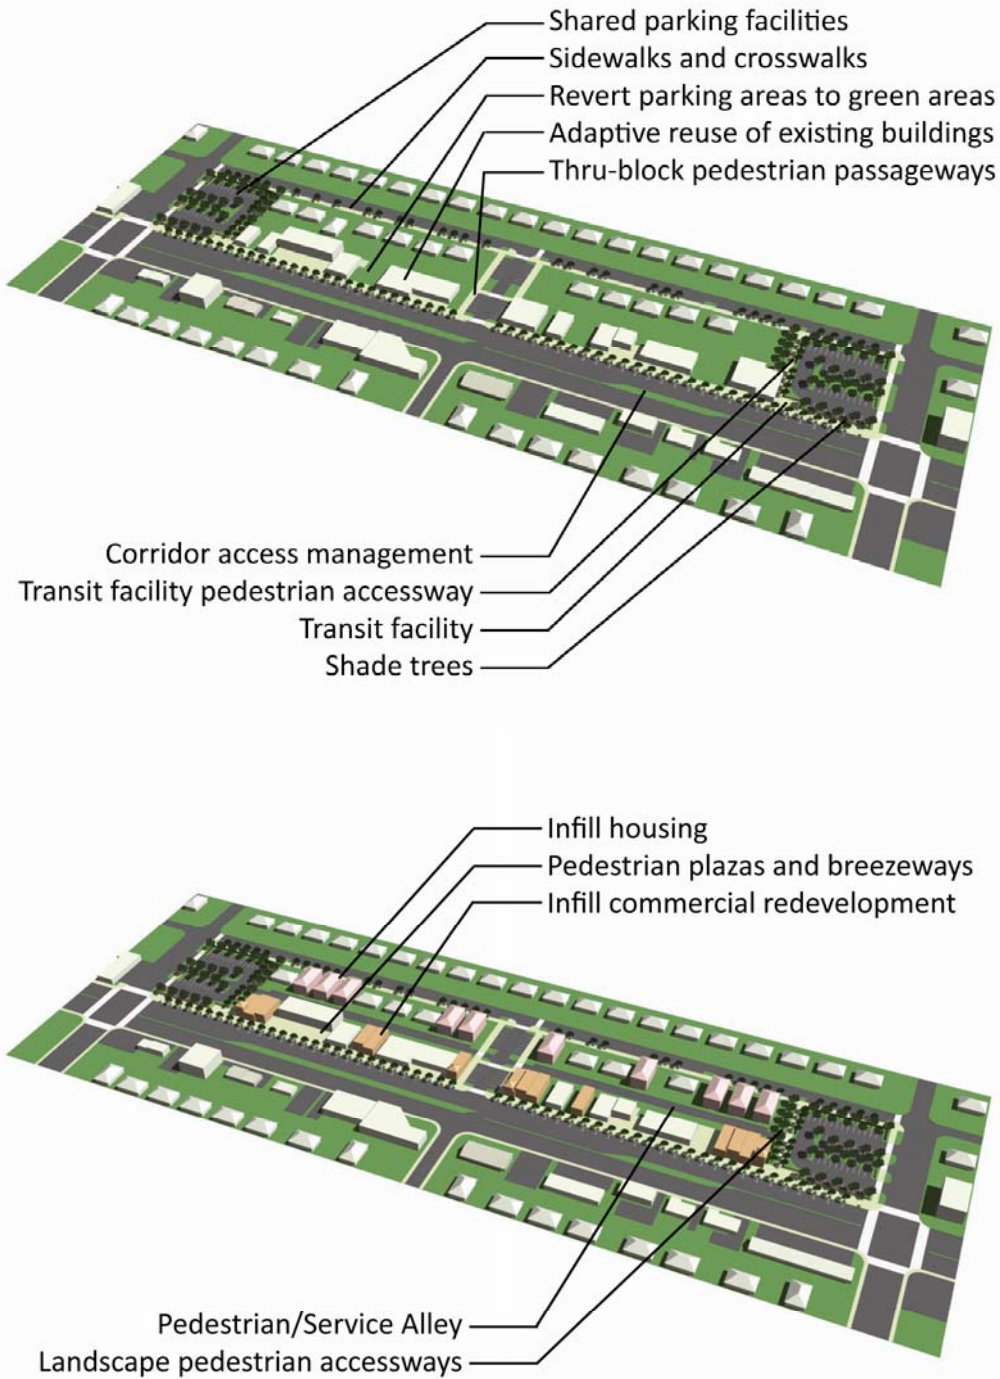 Shared parking facilities
Sidewalks and crosswalks
Revert parking areas to green areas
Adaptive reuse of existing buildings
Thru-block pedestrian passageways
Corridor access management
Transit facility pedestrian accessway
Transit facility
Shade trees
Infill housing
Pedestrian plazas and breezeways
Infill commercial redevelopment
Pedestrian/Service Alley
Landscape pedestrian accessways